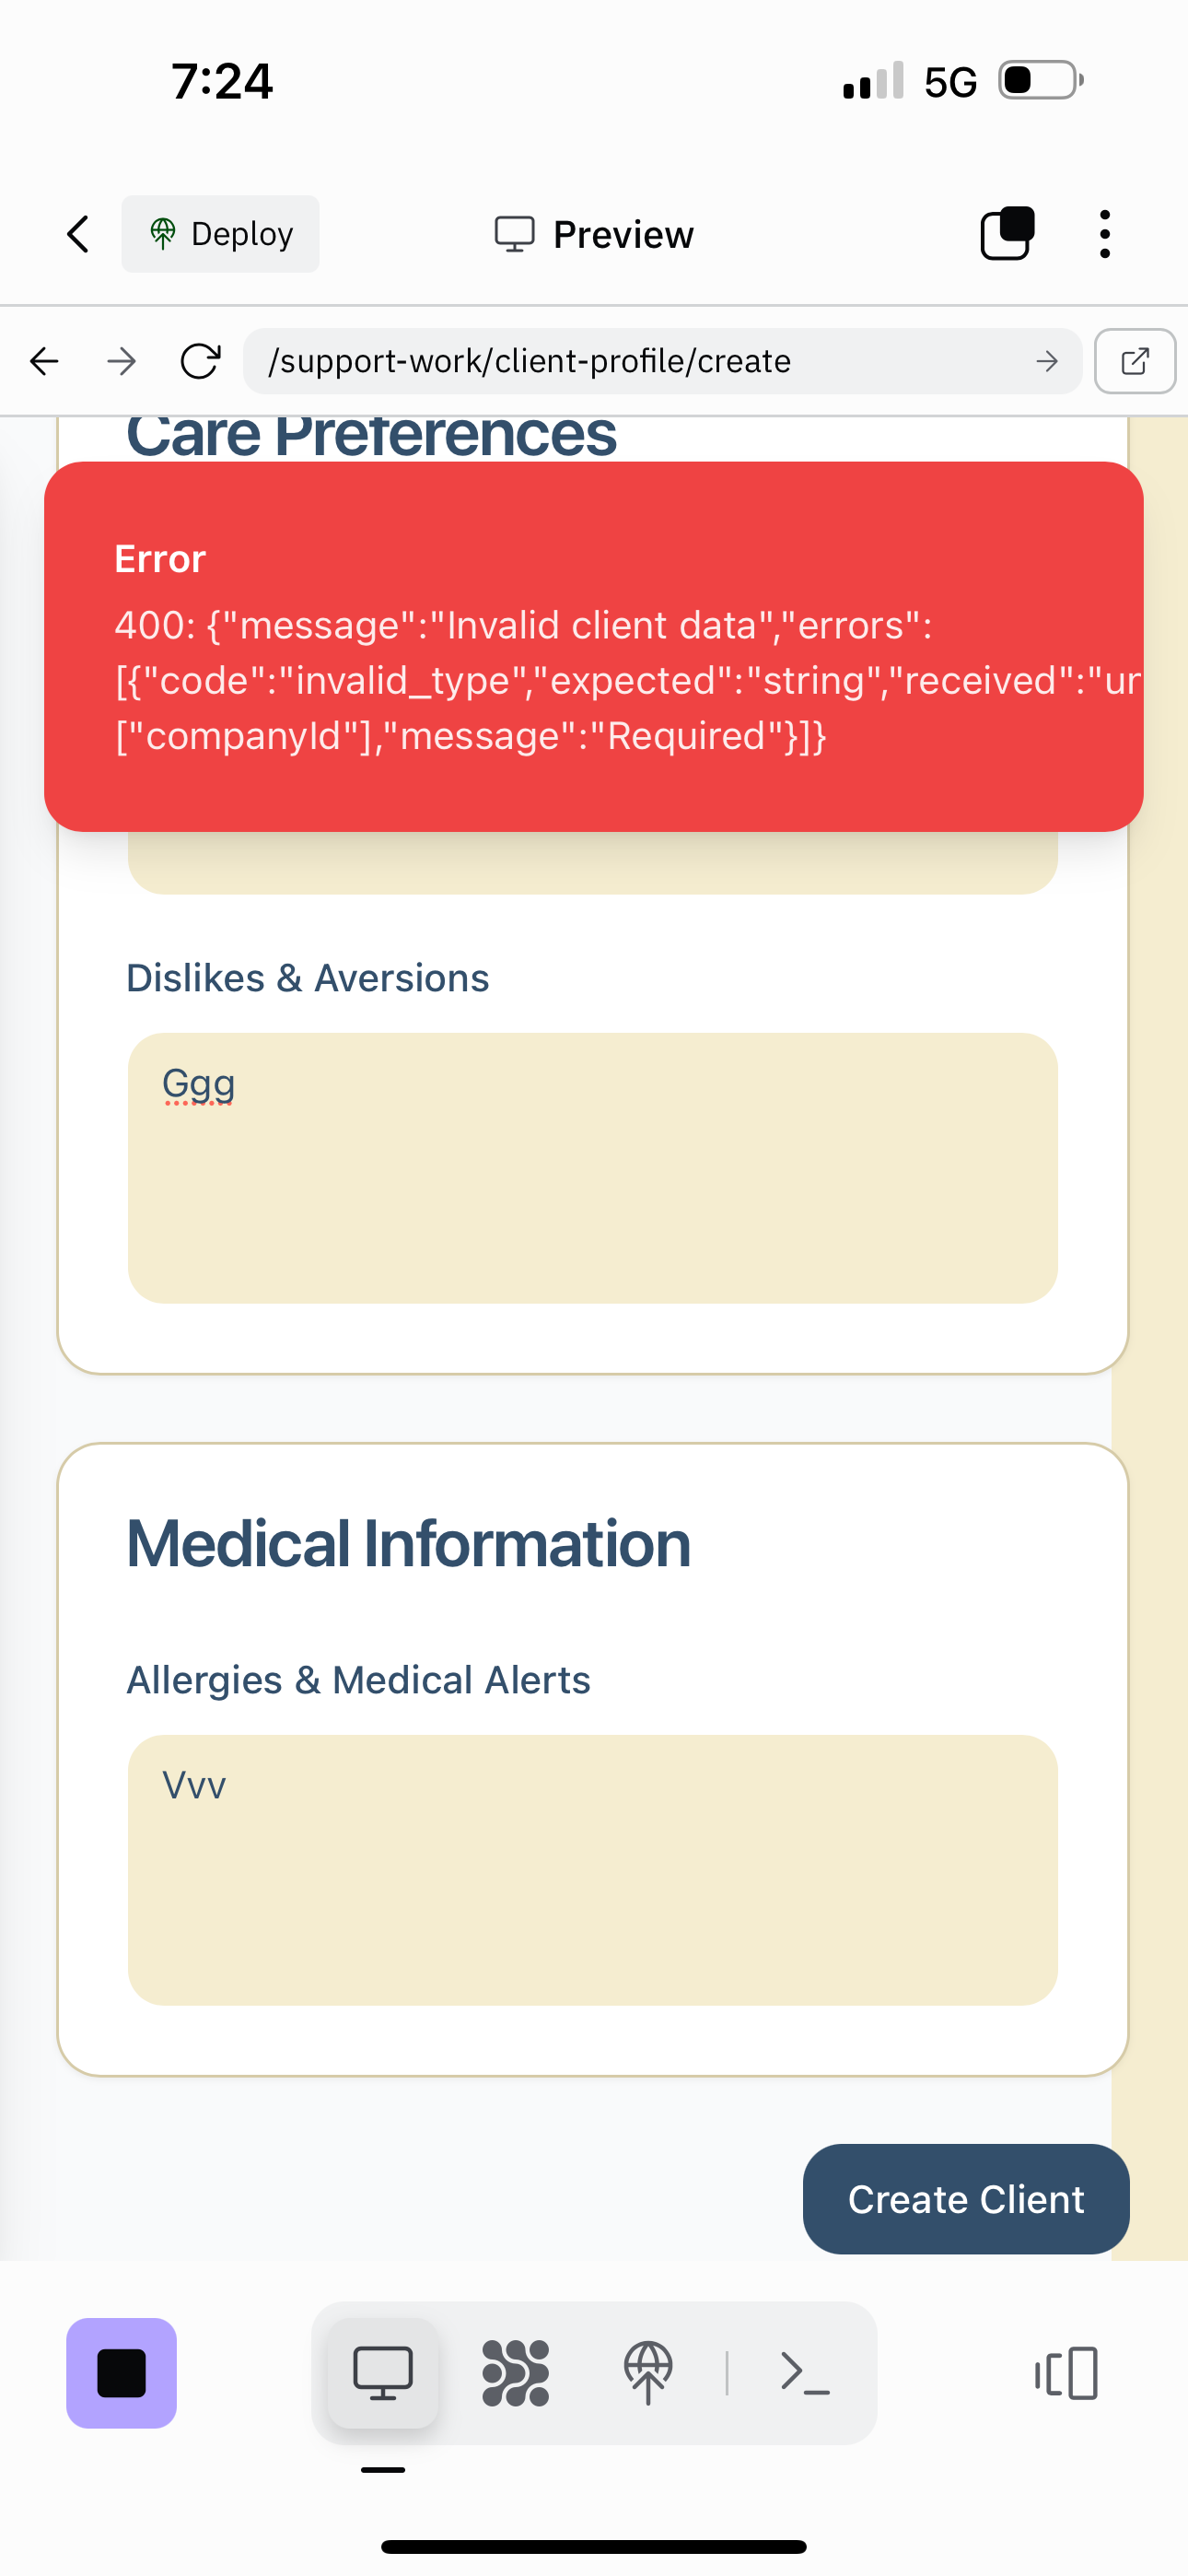 7:24
5G
Deploy
Preview
/support-work/client-profile/create
Care Preferences
Error
400: {"message":"Invalid client data","errors":
[{"code":"invalid_type","expected":"string","received":"un
["companyId"],"message":"Required"}]}
Dislikes & Aversions
Ggg
Medical Information
Allergies & Medical Alerts
Vvv
Create Client